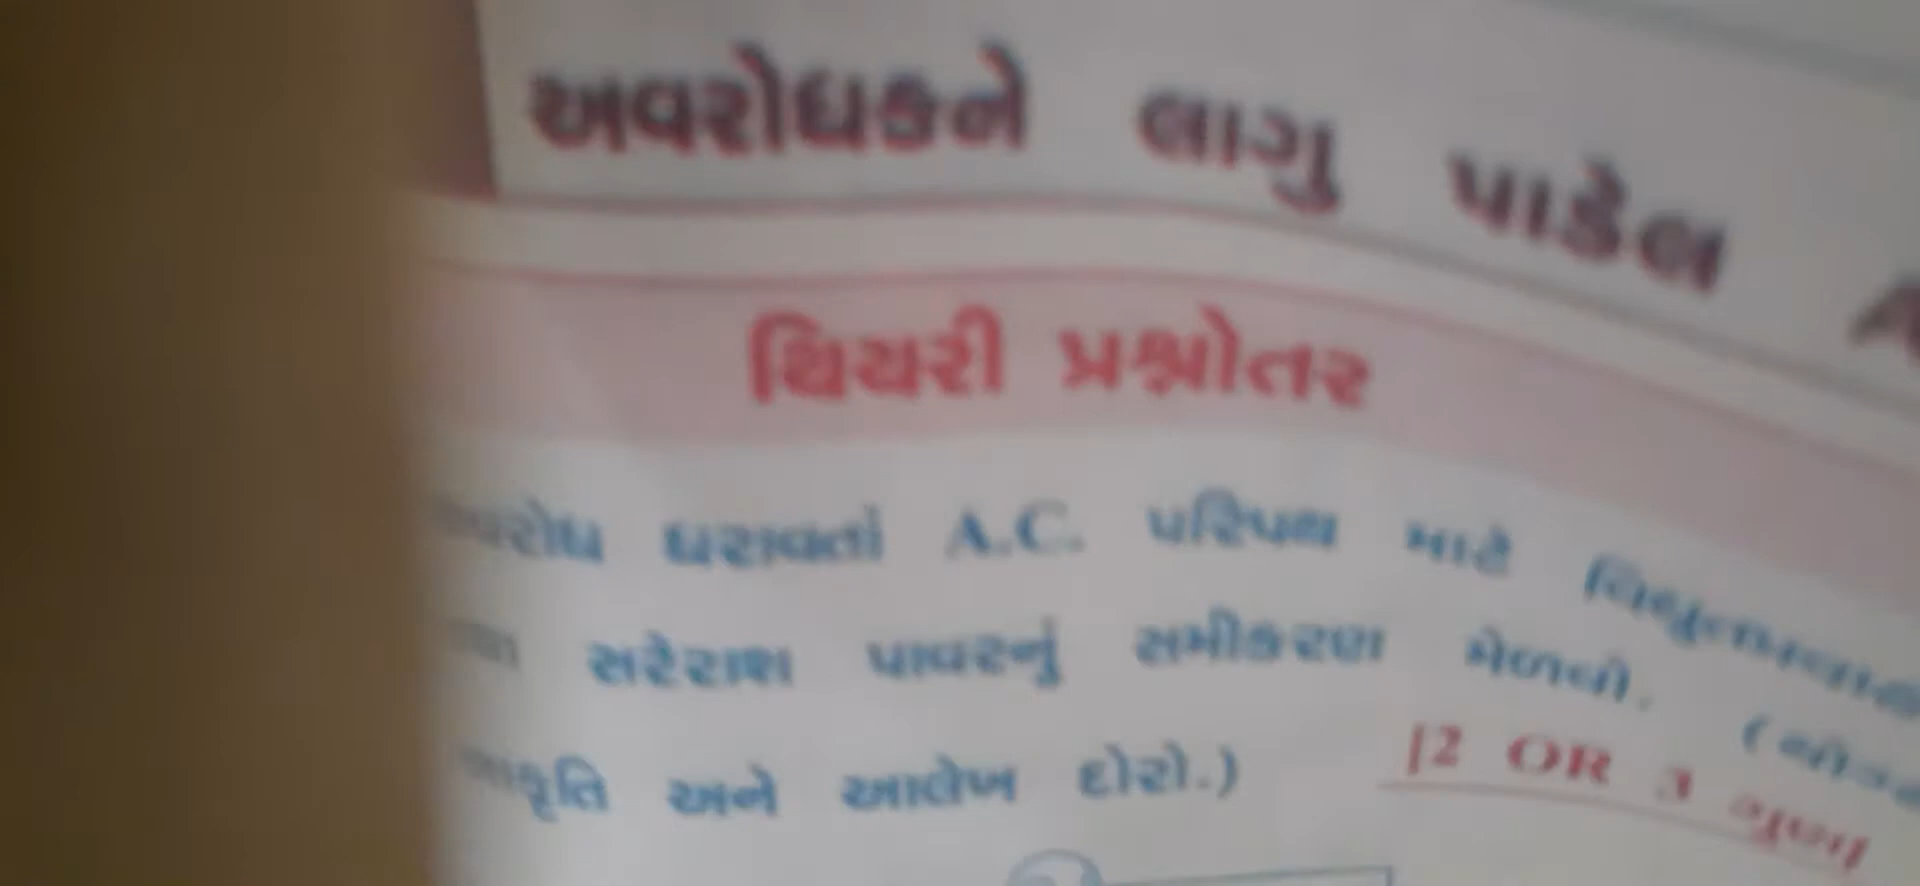 અવરોધકને લાગુ પાડેલ
થિયરી પ્રશ્નોતર
ધરાવતાં A.C. પરિપથ માટે
સરેરાશ પાવરનું સમીકરણ મેળવો.
અને આલેખ દોરો.)
[2 OR 3 ગુણ]